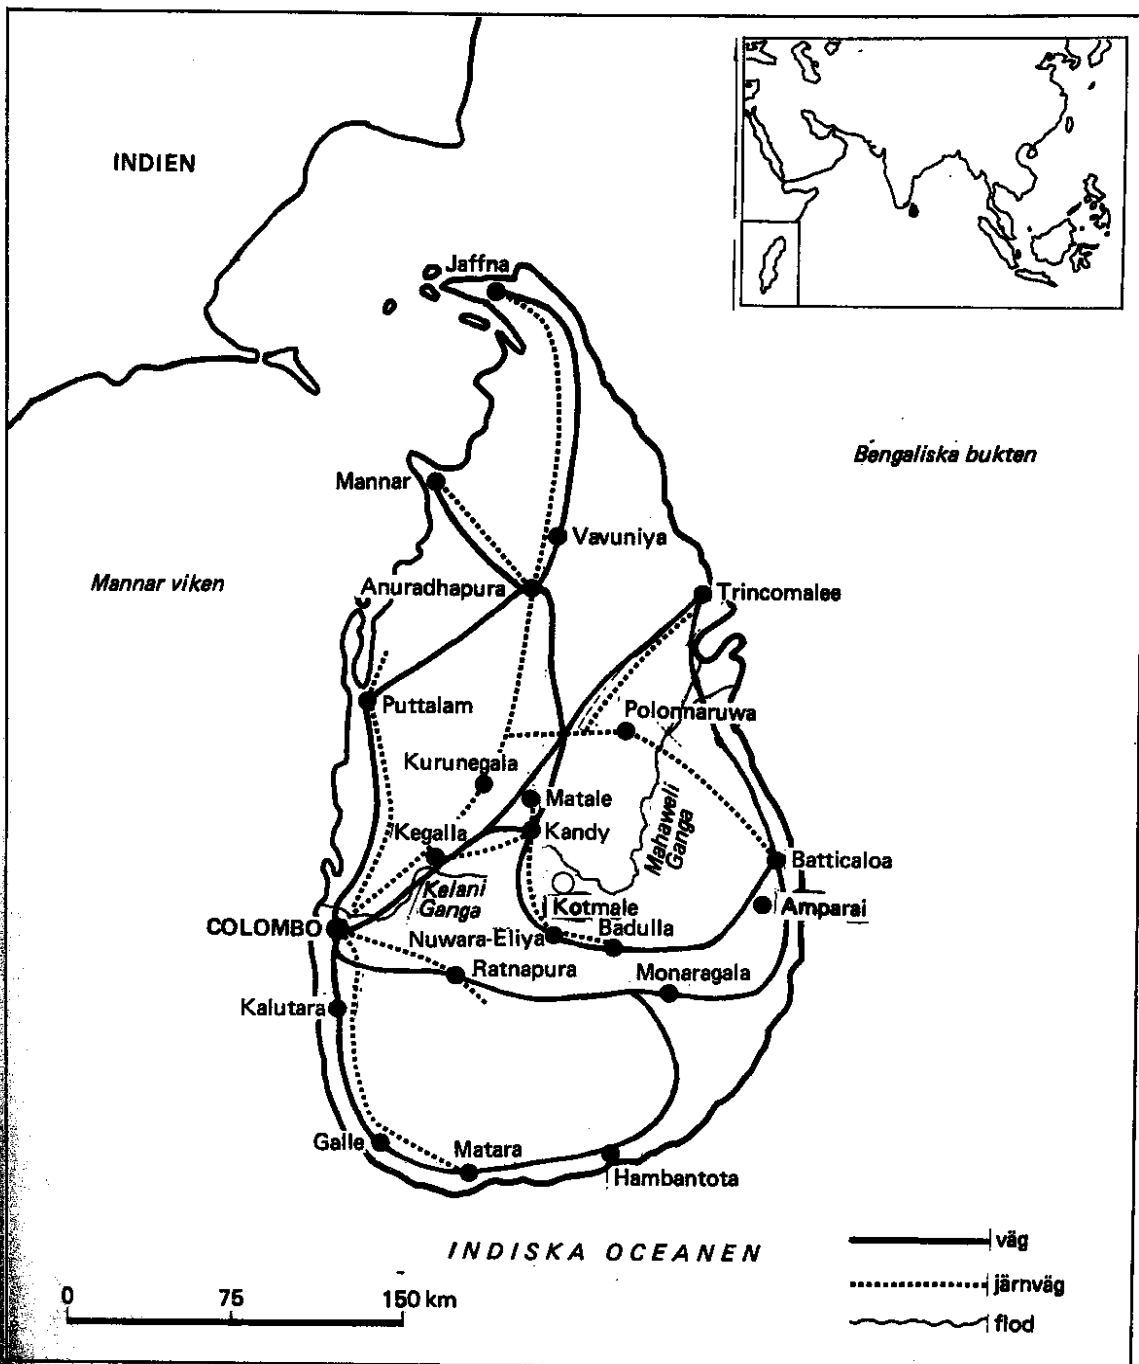 INDIEN
Jaffna
Bengaliska bukten
Mannar
Vavuniya
Mannar viken
Anuradhapura
Trincomalee
Puttalam
Polonnaruwa
Kurunegala
Matale
Mahaweli
Ganga
Kegalla
Kandy
Batticaloa
Kelani
Ganga
Kotmale
Amparai
COLOMBO
Nuwara-Eliya
Badulla
Ratnapura
Monaragala
Kalutara
Galle
Matara
Hambantota
INDISKA OCEANEN
väg
järnväg
flod
0 75 150 km